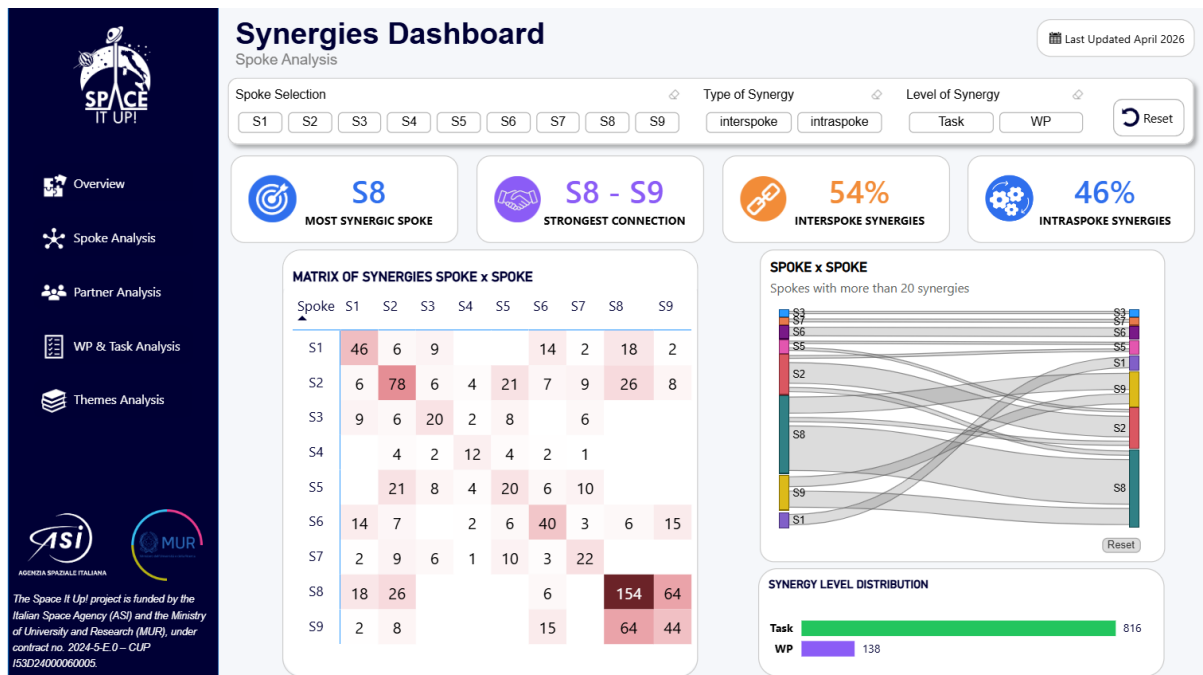 SPACE
IT UP!
Overview
Spoke Analysis
Partner Analysis
WP & Task Analysis
Themes Analysis
asi
AGENZIA SPAZIALE ITALIANA
MUR
The Space It Up! project is funded by the
Italian Space Agency (ASI) and the Ministry
of University and Research (MUR), under
contract no. 2024-5-E.0 – CUP
I53D24000060005.
Synergies Dashboard
Spoke Analysis
Last Updated April 2026
Spoke Selection
S1 S2 S3 S4 S5 S6 S7 S8 S9
Type of Synergy
interspoke intraspoke
Level of Synergy
Task WP
Reset
S8
MOST SYNERGIC SPOKE
S8 - S9
STRONGEST CONNECTION
54%
INTERSPOKE SYNERGIES
46%
INTRASPOKE SYNERGIES
MATRIX OF SYNERGIES SPOKE x SPOKE
Spoke S1 S2 S3 S4 S5 S6 S7 S8 S9
S1 46 6 9 14 2 18 2
S2 6 78 6 4 21 7 9 26 8
S3 9 6 20 2 8 6
S4 4 2 12 4 2 1
S5 21 8 4 20 6 10
S6 14 7 2 6 40 3 6 15
S7 2 9 6 1 10 3 22
S8 18 26 6 154 64
S9 2 8 15 64 44
SPOKE x SPOKE
Spokes with more than 20 synergies
S3 S3
S7
S6 S6
S5 S5
S1
S2
S9
S2
S8
S8
S9
S1
Reset
SYNERGY LEVEL DISTRIBUTION
Task 816
WP 138